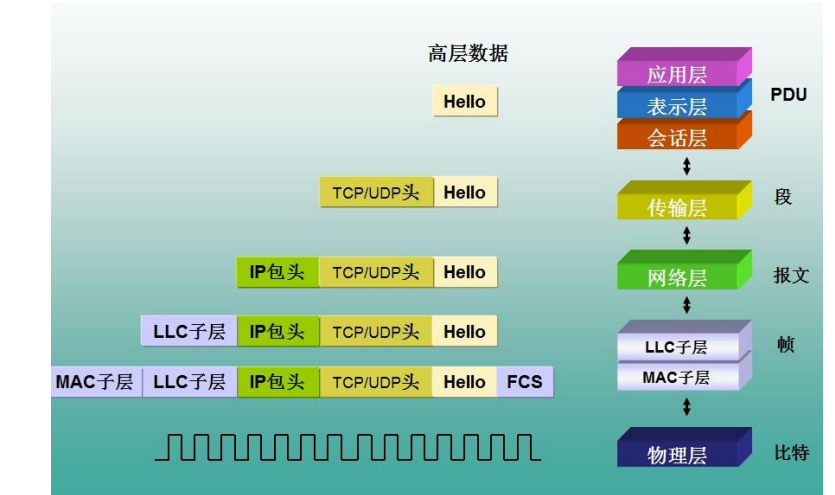 高层数据
应用层
Hello
表示层
PDU
会话层
TCP/UDP头 Hello
传输层
段
IP包头 TCP/UDP头 Hello
网络层
报文
LLC子层 IP包头 TCP/UDP头 Hello
LLC子层
帧
MAC子层 LLC子层 IP包头 TCP/UDP头 Hello FCS
MAC子层
物理层
比特